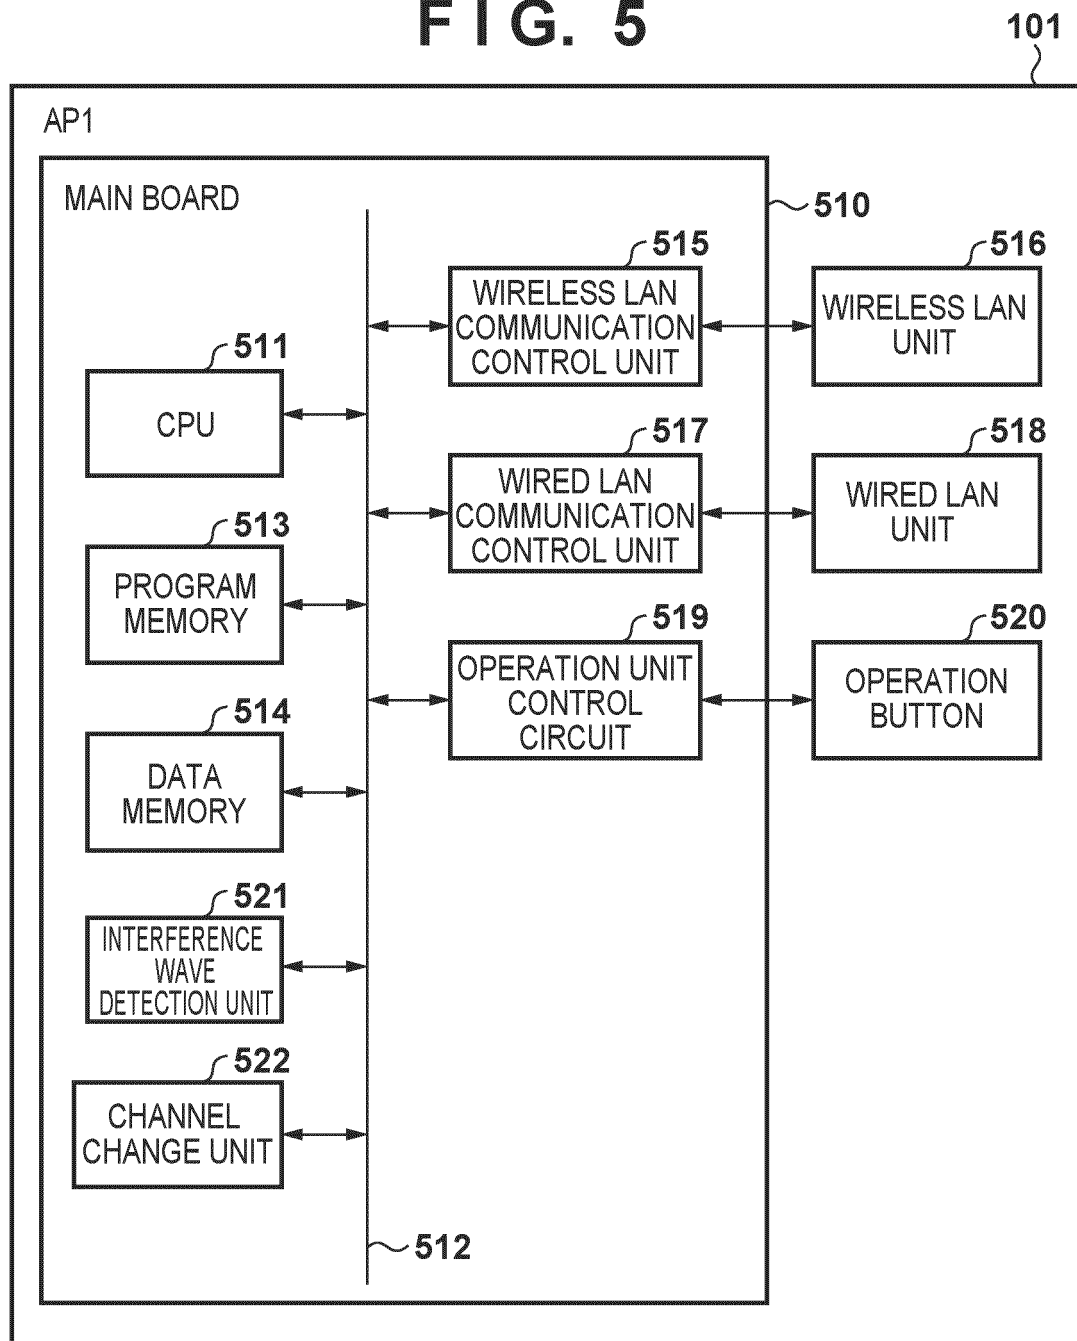 FIG. 5
101
AP1
MAIN BOARD
510
515
WIRELESS LAN
COMMUNICATION
CONTROL UNIT
516
WIRELESS LAN
UNIT
511
CPU
517
WIRED LAN
COMMUNICATION
CONTROL UNIT
518
WIRED LAN
UNIT
513
PROGRAM
MEMORY
519
OPERATION UNIT
CONTROL
CIRCUIT
520
OPERATION
BUTTON
514
DATA
MEMORY
521
INTERFERENCE
WAVE
DETECTION UNIT
522
CHANNEL
CHANGE UNIT
512